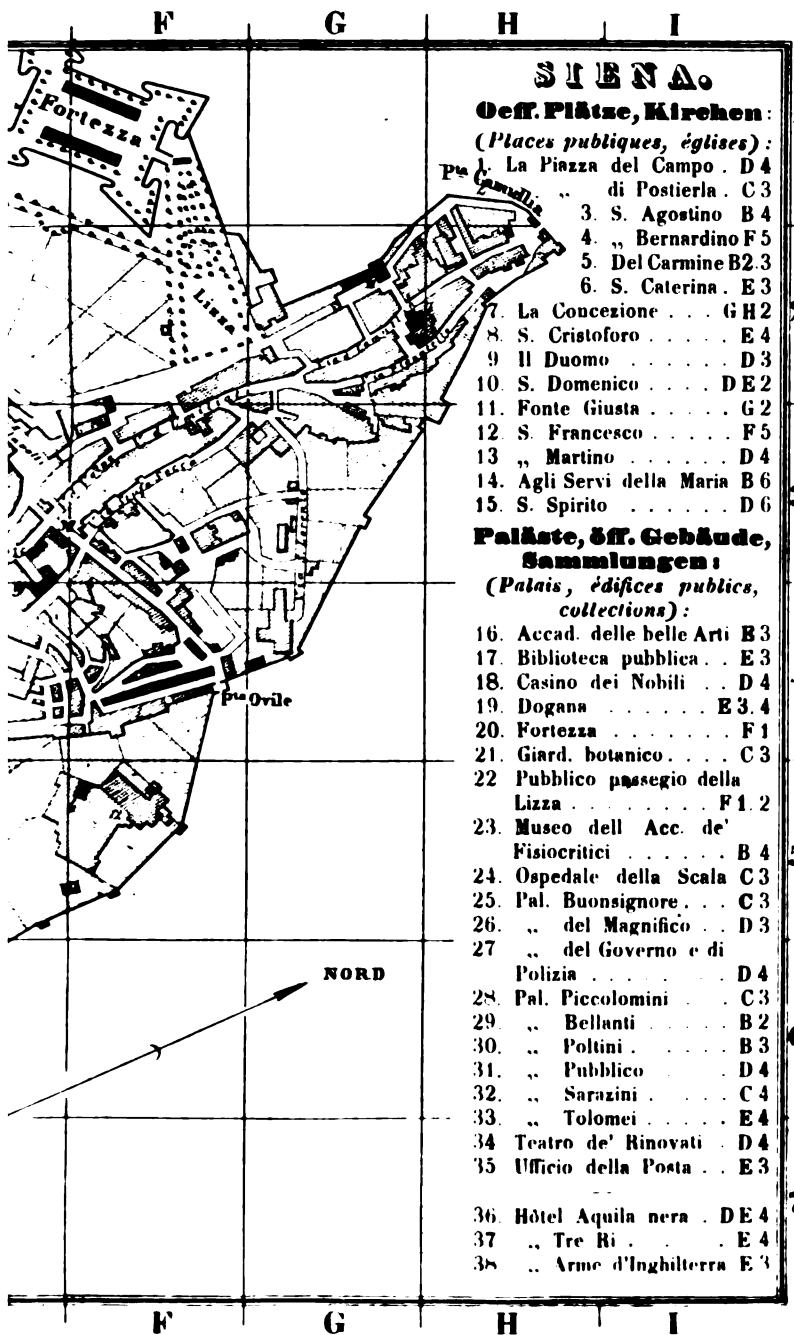 F G H I
SIENA.
Oeff. Plätze, Kirchen:
(Places publiques, églises):
1. La Piazza del Campo . D 4
2 „ di Postierla . C 3
3. S. Agostino B 4
4. „ Bernardino F 5
5. Del Carmine B2.3
6. S. Caterina . E 3
7. La Concezione . . . G H 2
8. S. Cristoforo . . . . . E 4
9 Il Duomo . . . . . D 3
10. S. Domenico . . . . D E 2
11. Fonte Giusta . . . . . G 2
12 S. Francesco . . . . . F 5
13 „ Martino . . . . . D 4
14. Agli Servi della Maria B 6
15. S. Spirito . . . . . D 6
Paläste, öff. Gebäude,
Sammlungen:
(Palais, édifices publics,
collections):
16. Accad. delle belle Arti E 3
17. Biblioteca pubblica . . E 3
18. Casino dei Nobili . . D 4
19. Dogana . . . . . E 3. 4
20. Fortezza . . . . . F 1
21. Giard. botanico . . . . C 3
22 Pubblico passegio della
Lizza . . . . . . . F 1. 2
23. Museo dell Acc. de'
Fisiocritici . . . . . B 4
24. Ospedale della Scala C 3
25. Pal. Buonsignore . . . C 3
26. „ del Magnifico . . D 3
27 „ del Governo e di
Polizia . . . . . . D 4
28. Pal. Piccolomini . . C 3
29. „ Bellanti . . . . . B 2
30. „ Poltini . . . . . B 3
31. „ Pubblico . . . . D 4
32. „ Sarazini . . . . C 4
33. „ Tolomei . . . . E 4
34 Teatro de' Rinovati . D 4
35 Ufficio della Posta . . E 3
36. Hôtel Aquila nera . D E 4
37 „ Tre Ri . . . E 4
38 „ Arme d'Inghilterra E 3
Fortezza
Pta Camullia
Lizza
Pta Ovile
NORD
F G H I